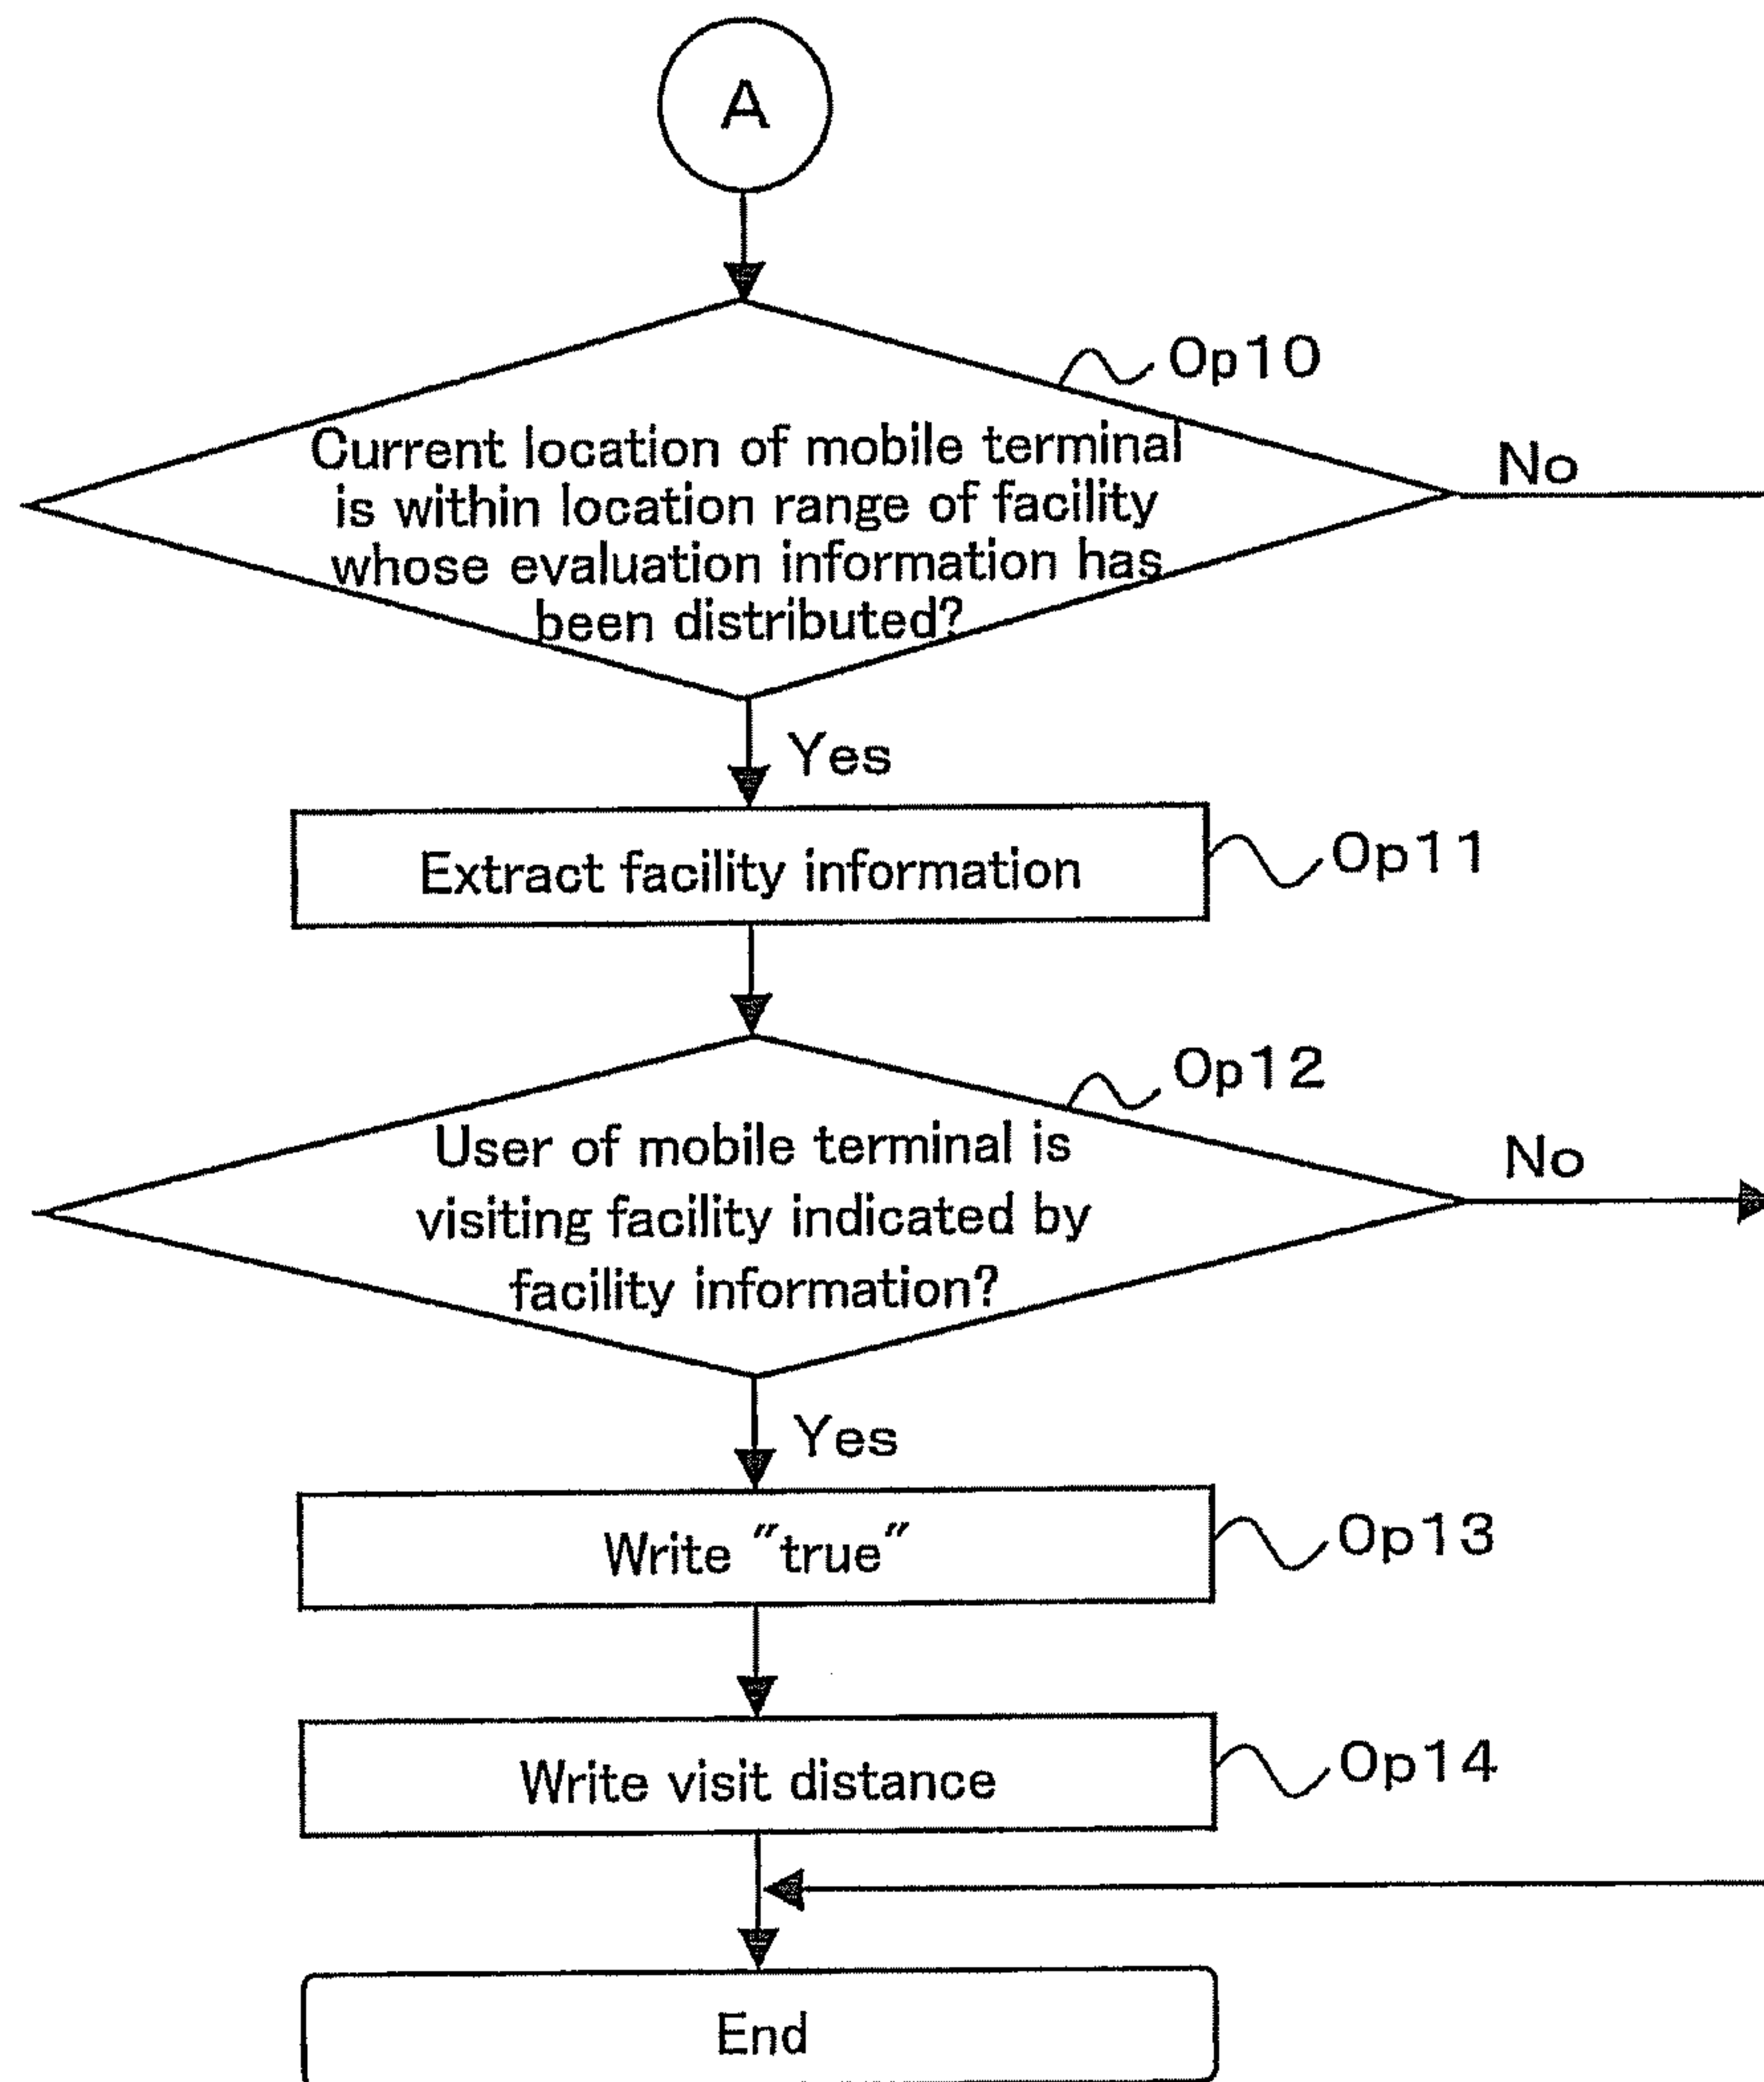 A
Op10
Current location of mobile terminal
is within location range of facility
whose evaluation information has
been distributed?
No
Yes
Extract facility information
Op11
Op12
User of mobile terminal is
visiting facility indicated by
facility information?
No
Yes
Write "true"
Op13
Write visit distance
Op14
End